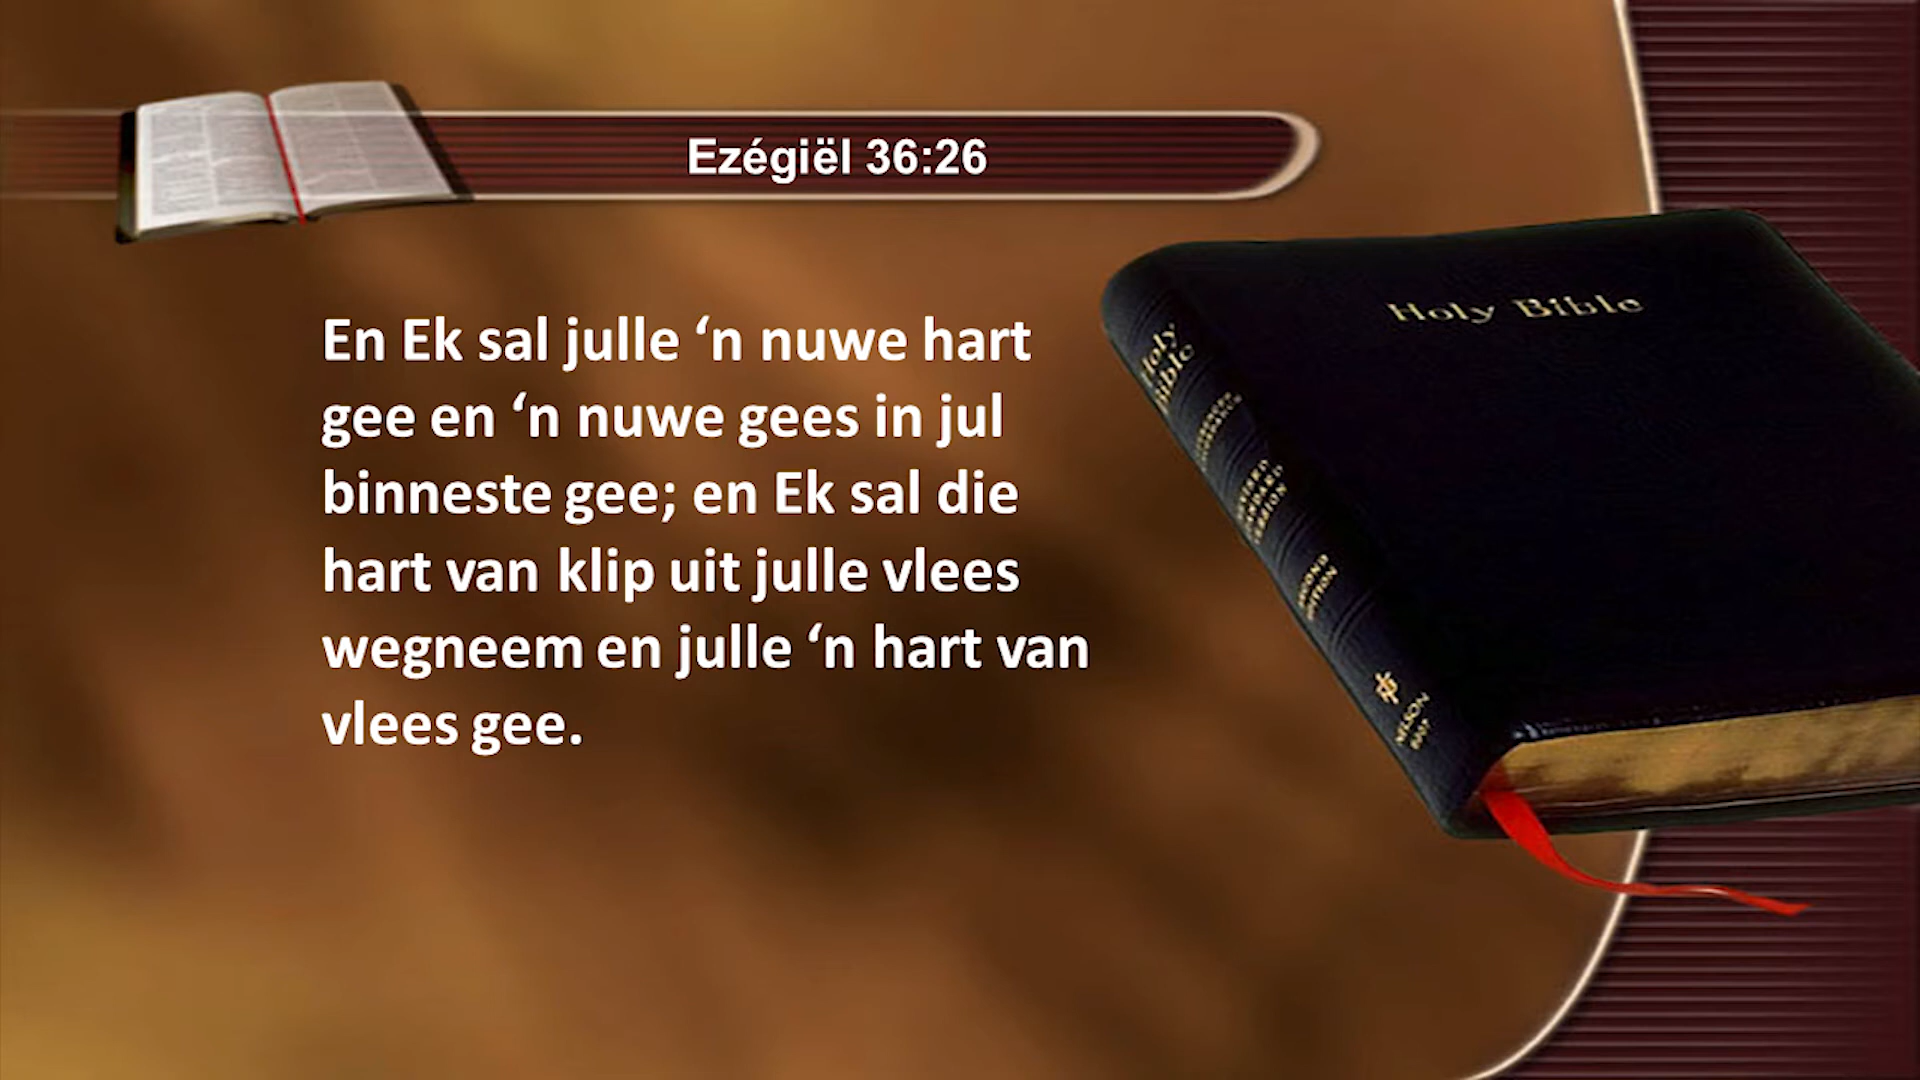 Ezégiël 36:26
En Ek sal julle ‘n nuwe hart
gee en ‘n nuwe gees in jul
binneste gee; en Ek sal die
hart van klip uit julle vlees
wegneem en julle ‘n hart van
vlees gee.
Holy Bible
Holy
Bible
NELSON